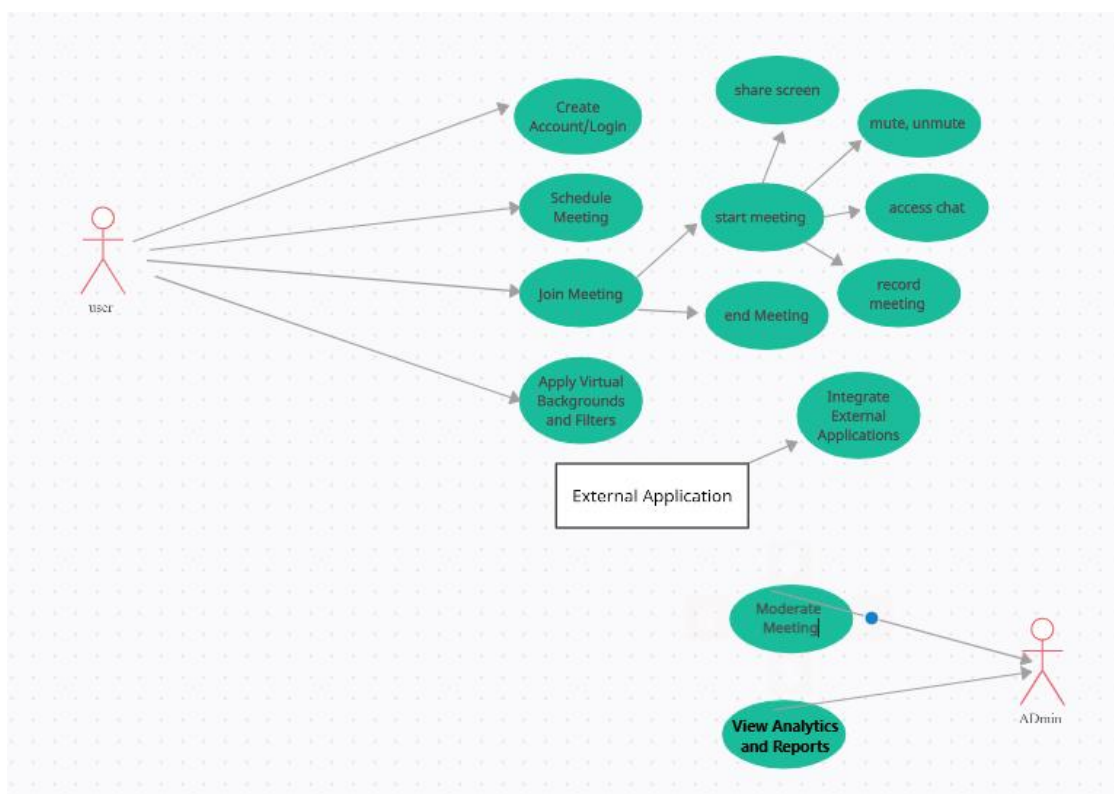 share screen
Create
Account/Login
mute, unmute
Schedule
Meeting
start meeting
access chat
user
Join Meeting
end Meeting
record
meeting
Apply Virtual
Backgrounds
and Filters
Integrate
External
Applications
External Application
Moderate
Meeting
ADmin
View Analytics
and Reports